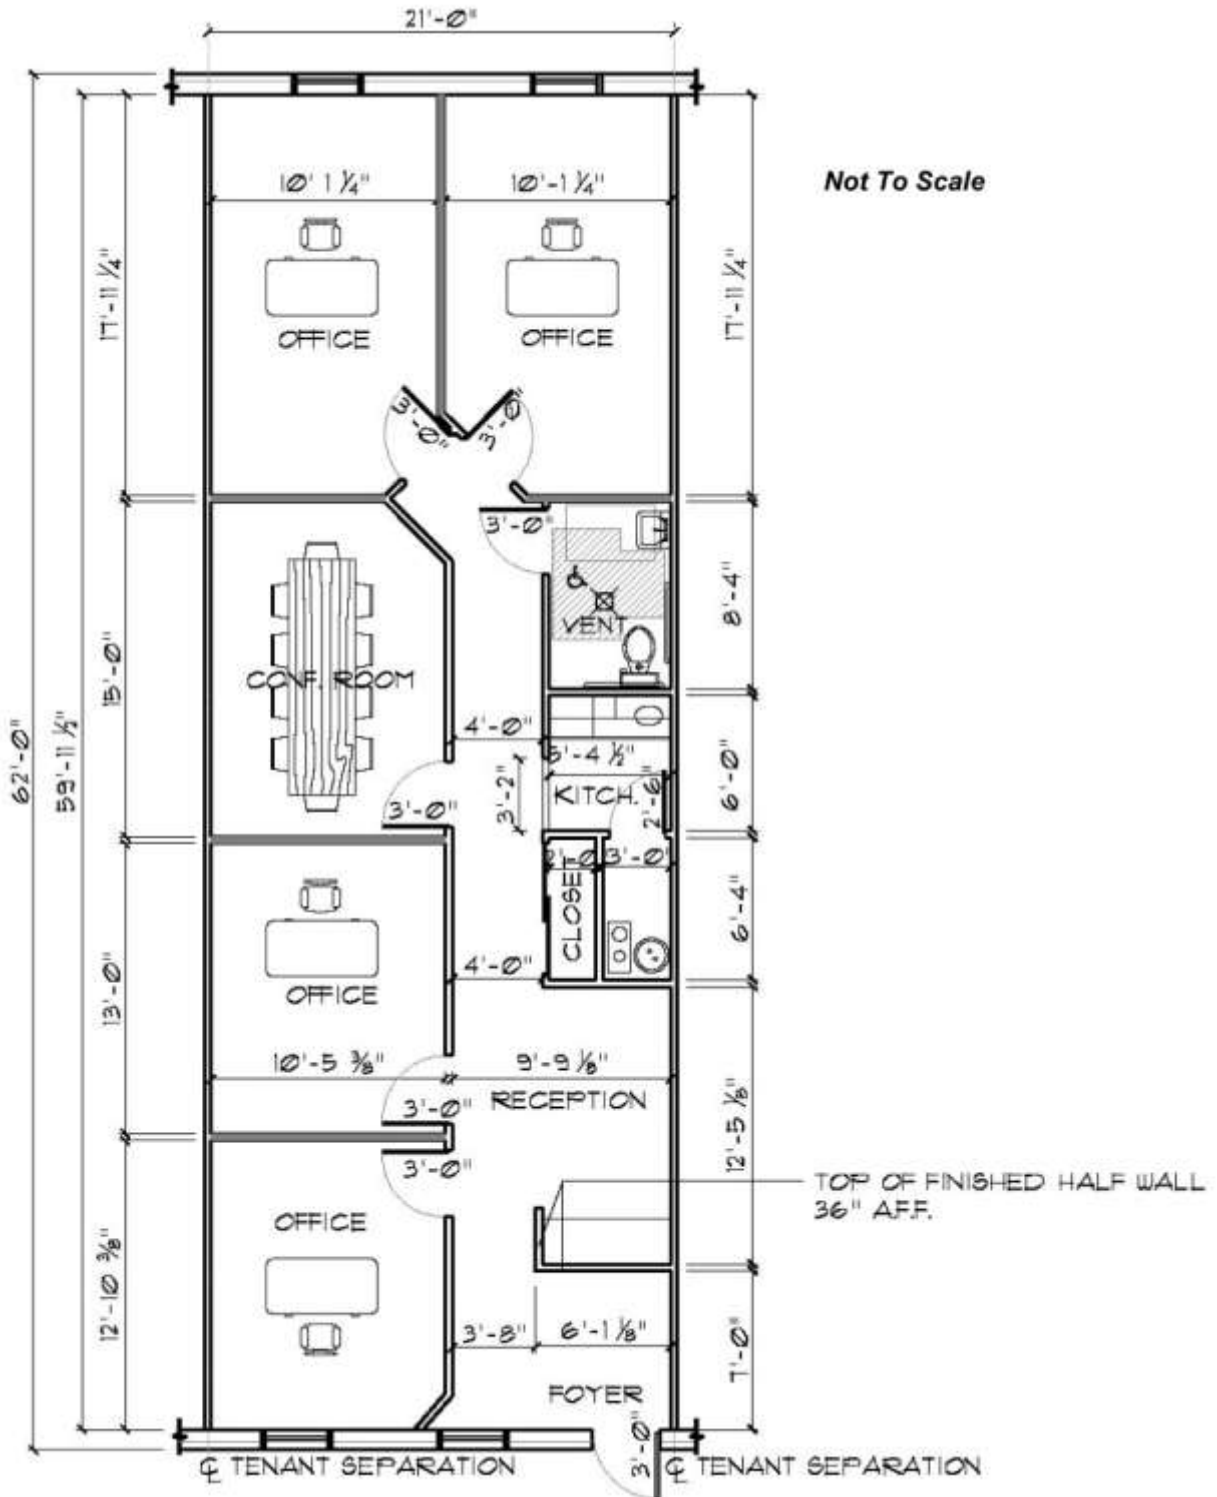 21'-0"
Not To Scale
10' 1 1/4"
10'-1 1/4"
17'-11 1/4"
17'-11 1/4"
OFFICE
OFFICE
3'-0"
3'-0"
3'-0"
8'-4"
VENT
CONF. ROOM
15'-0"
62'-0"
59'-11 1/2"
4'-0"
5'-4 1/2"
3'-2"
KITCH.
2'-6"
6'-0"
3'-0"
2'-0"
3'-0"
CLOSET
6'-4"
4'-0"
OFFICE
13'-0"
10'-5 3/8"
9'-9 1/8"
3'-0"
RECEPTION
12'-5 1/8"
3'-0"
TOP OF FINISHED HALF WALL
36" A.F.F.
OFFICE
12'-10 3/8"
3'-8"
6'-1 1/8"
7'-0"
FOYER
3'-0"
℄ TENANT SEPARATION
℄ TENANT SEPARATION